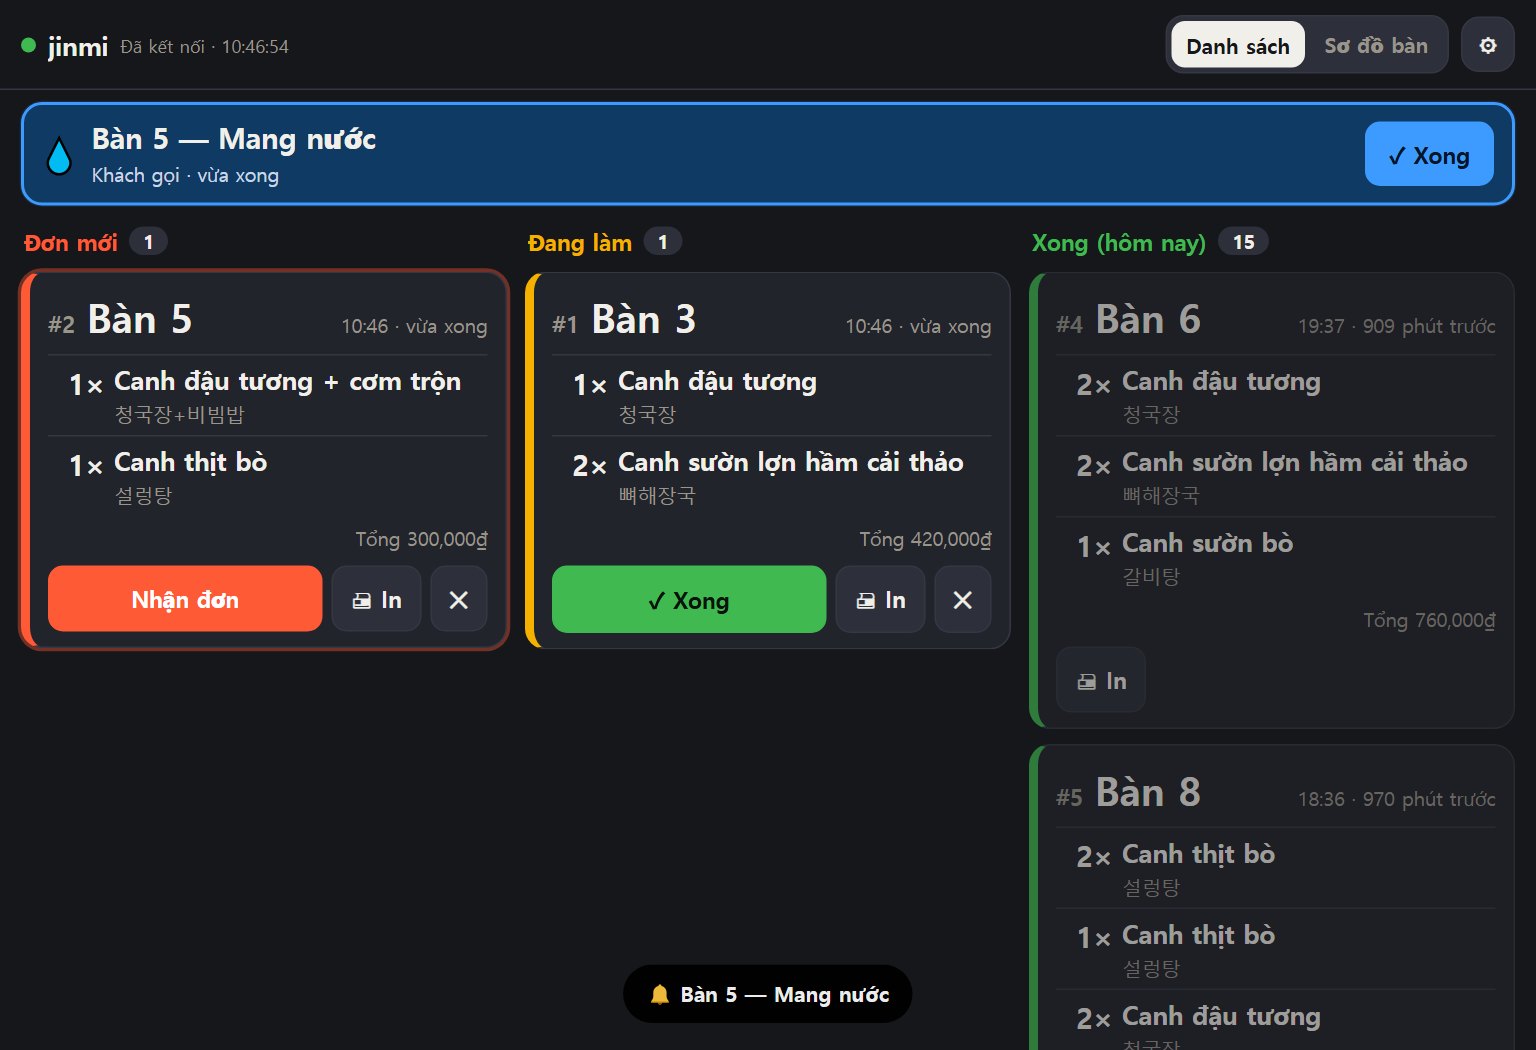 jinmi Đã kết nối · 10:46:54
Danh sách
Sơ đồ bàn
Bàn 5 — Mang nước
Khách gọi · vừa xong
✓ Xong
Đơn mới 1
#2 Bàn 5 10:46 · vừa xong
1× Canh đậu tương + cơm trộn
청국장+비빔밥
1× Canh thịt bò
설렁탕
Tổng 300,000₫
Nhận đơn
In
✕
Đang làm 1
#1 Bàn 3 10:46 · vừa xong
1× Canh đậu tương
청국장
2× Canh sườn lợn hầm cải thảo
뼈해장국
Tổng 420,000₫
✓ Xong
In
✕
Xong (hôm nay) 15
#4 Bàn 6 19:37 · 909 phút trước
2× Canh đậu tương
청국장
2× Canh sườn lợn hầm cải thảo
뼈해장국
1× Canh sườn bò
갈비탕
Tổng 760,000₫
In
#5 Bàn 8 18:36 · 970 phút trước
2× Canh thịt bò
설렁탕
1× Canh thịt bò
설렁탕
2× Canh đậu tương
청국장
Bàn 5 — Mang nước